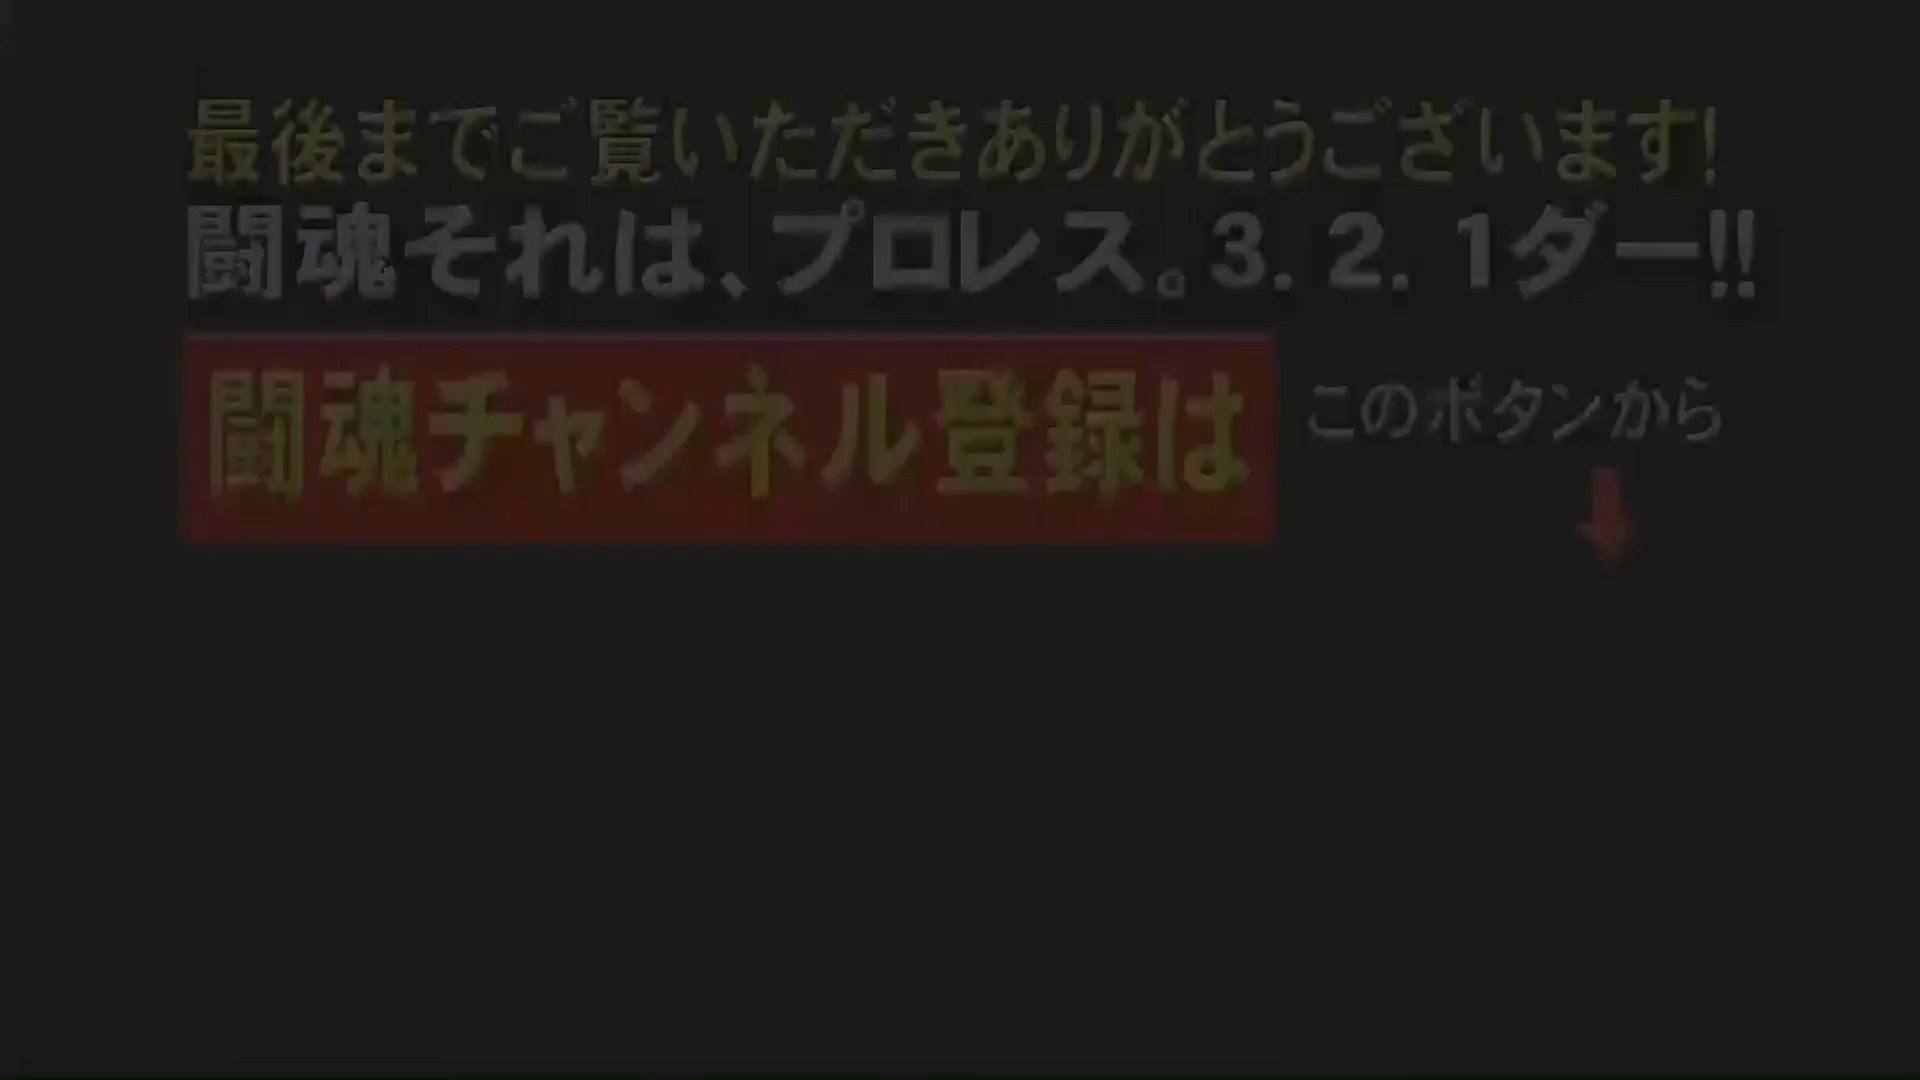 最後までご覧いただきありがとうございます!
闘魂それは、プロレス。3. 2. 1ダー!!
闘魂チャンネル登録は
このボタンから